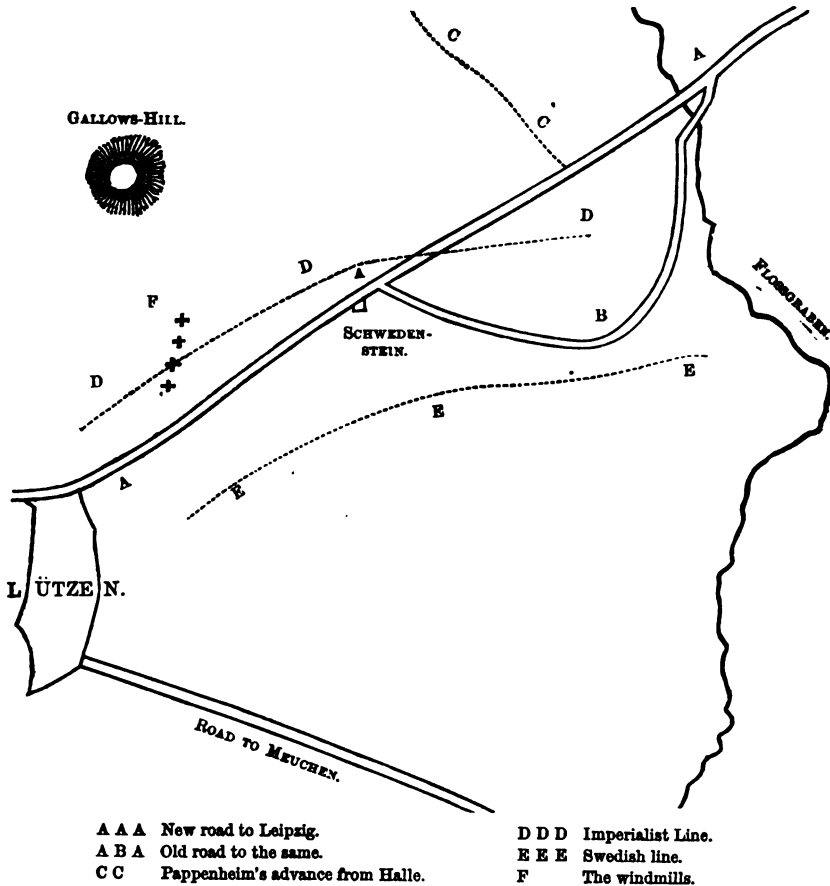 C
A
GALLOWS-HILL.
C
D
D
A
F
B
FLOSSGRABEN.
SCHWEDEN-
STEIN.
D
E
E
A
E
LÜTZEN.
ROAD TO MEUCHEN.
A A A New road to Leipzig.
A B A Old road to the same.
C C Pappenheim's advance from Halle.
D D D Imperialist Line.
E E E Swedish line.
F The windmills.